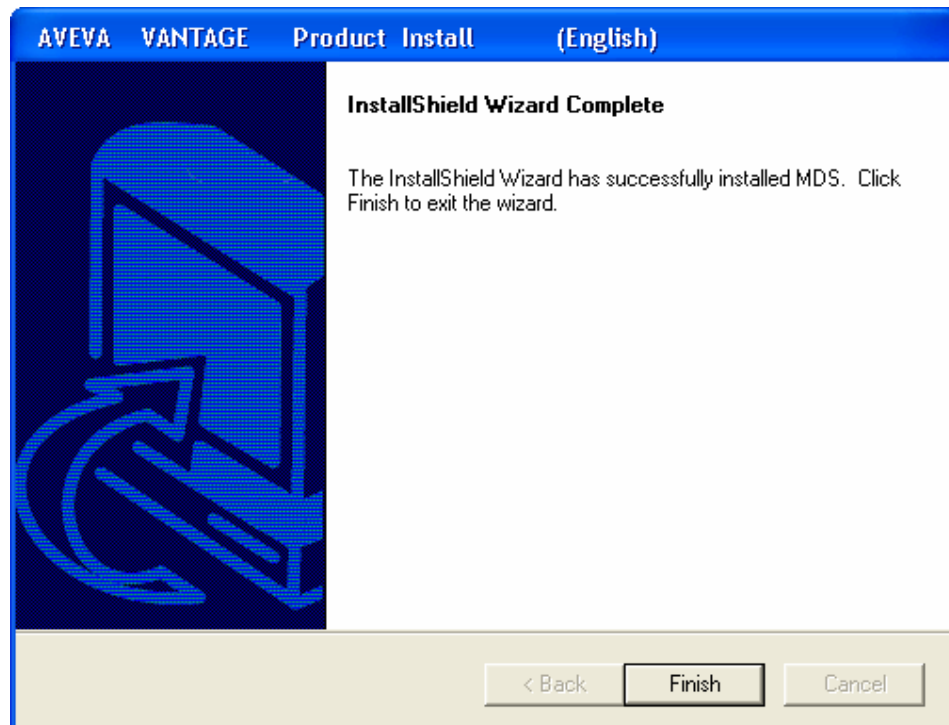 AVEVA VANTAGE Product Install (English)
InstallShield Wizard Complete
The InstallShield Wizard has successfully installed MDS. Click
Finish to exit the wizard.
< Back Finish Cancel